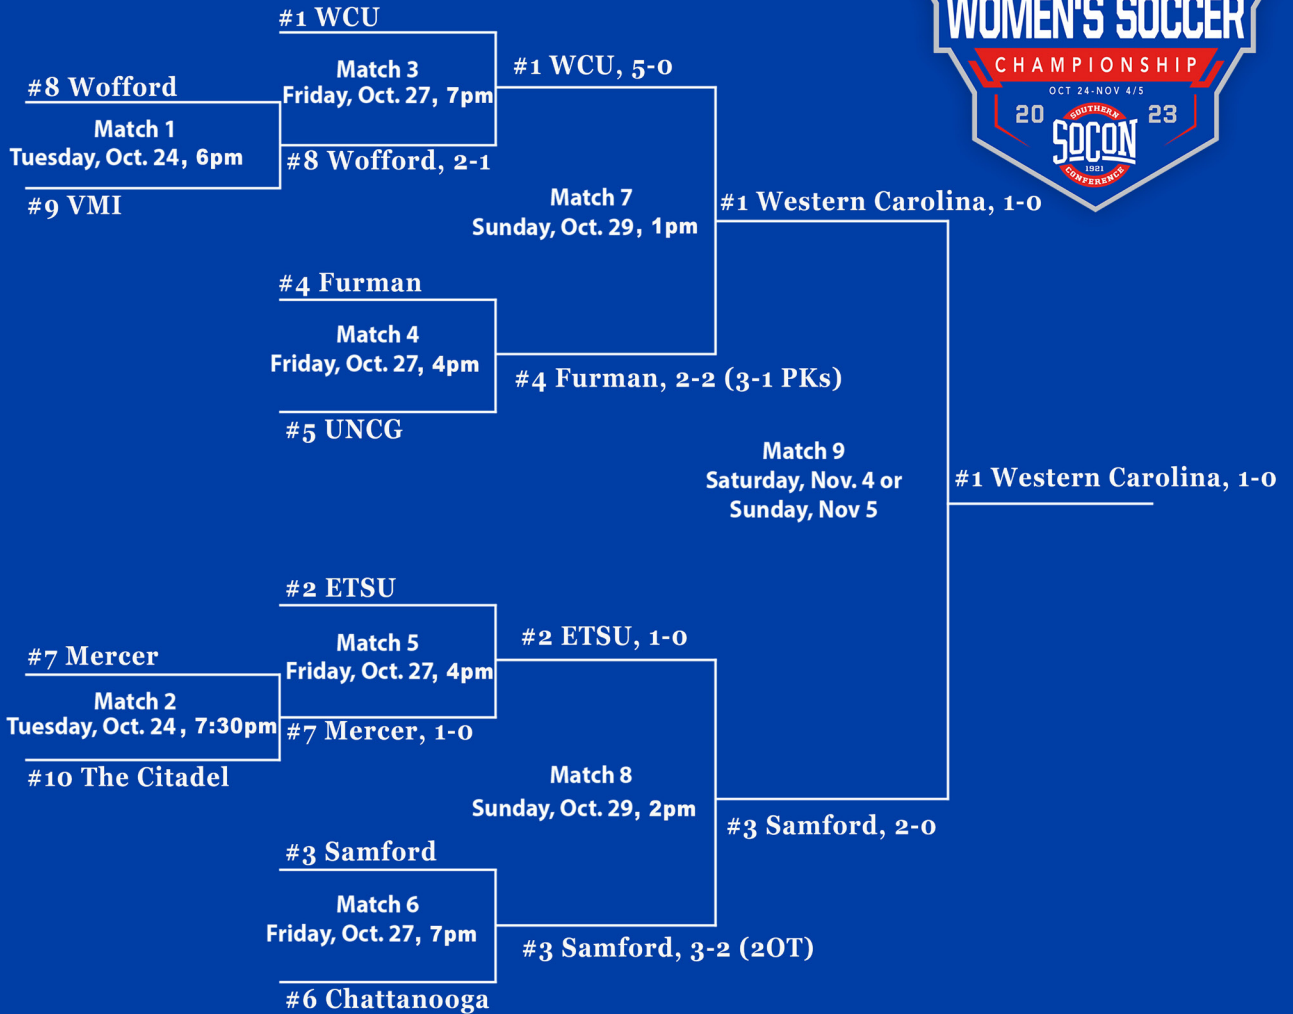 #1 WCU
Match 3
Friday, Oct. 27, 7pm
#8 Wofford
Match 1
Tuesday, Oct. 24, 6pm
#9 VMI
#8 Wofford, 2-1
#1 WCU, 5-0
Match 7
Sunday, Oct. 29, 1pm
#4 Furman
Match 4
Friday, Oct. 27, 4pm
#5 UNCG
#4 Furman, 2-2 (3-1 PKs)
#1 Western Carolina, 1-0
WOMEN'S SOCCER
CHAMPIONSHIP
OCT 24-NOV 4/5
20 23
SOUTHERN
SOCON
1921
CONFERENCE
Match 9
Saturday, Nov. 4 or
Sunday, Nov 5
#1 Western Carolina, 1-0
#2 ETSU
Match 5
Friday, Oct. 27, 4pm
#7 Mercer
Match 2
Tuesday, Oct. 24, 7:30pm
#10 The Citadel
#7 Mercer, 1-0
#2 ETSU, 1-0
Match 8
Sunday, Oct. 29, 2pm
#3 Samford
Match 6
Friday, Oct. 27, 7pm
#6 Chattanooga
#3 Samford, 3-2 (2OT)
#3 Samford, 2-0